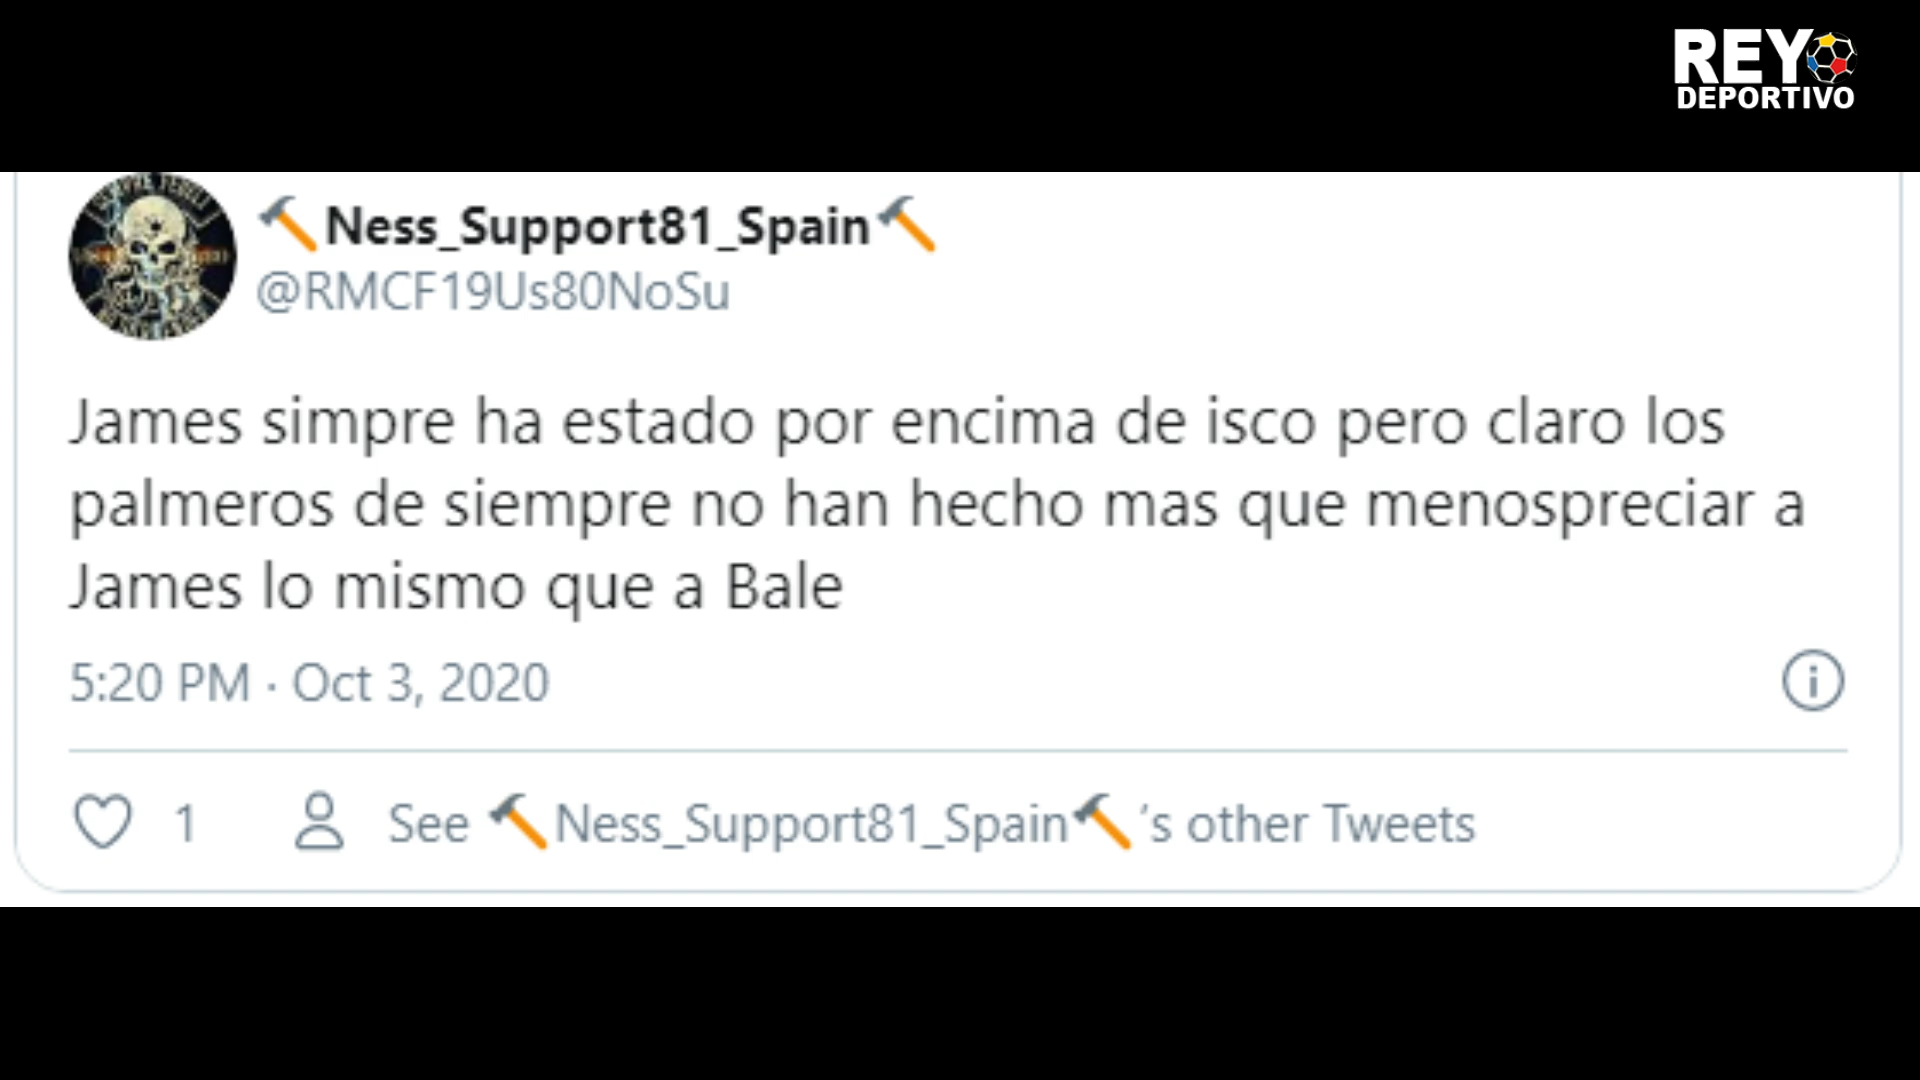 REY
DEPORTIVO
🔨Ness_Support81_Spain🔨
@RMCF19Us80NoSu
James simpre ha estado por encima de isco pero claro los
palmeros de siempre no han hecho mas que menospreciar a
James lo mismo que a Bale
5:20 PM · Oct 3, 2020
1 See 🔨Ness_Support81_Spain🔨's other Tweets